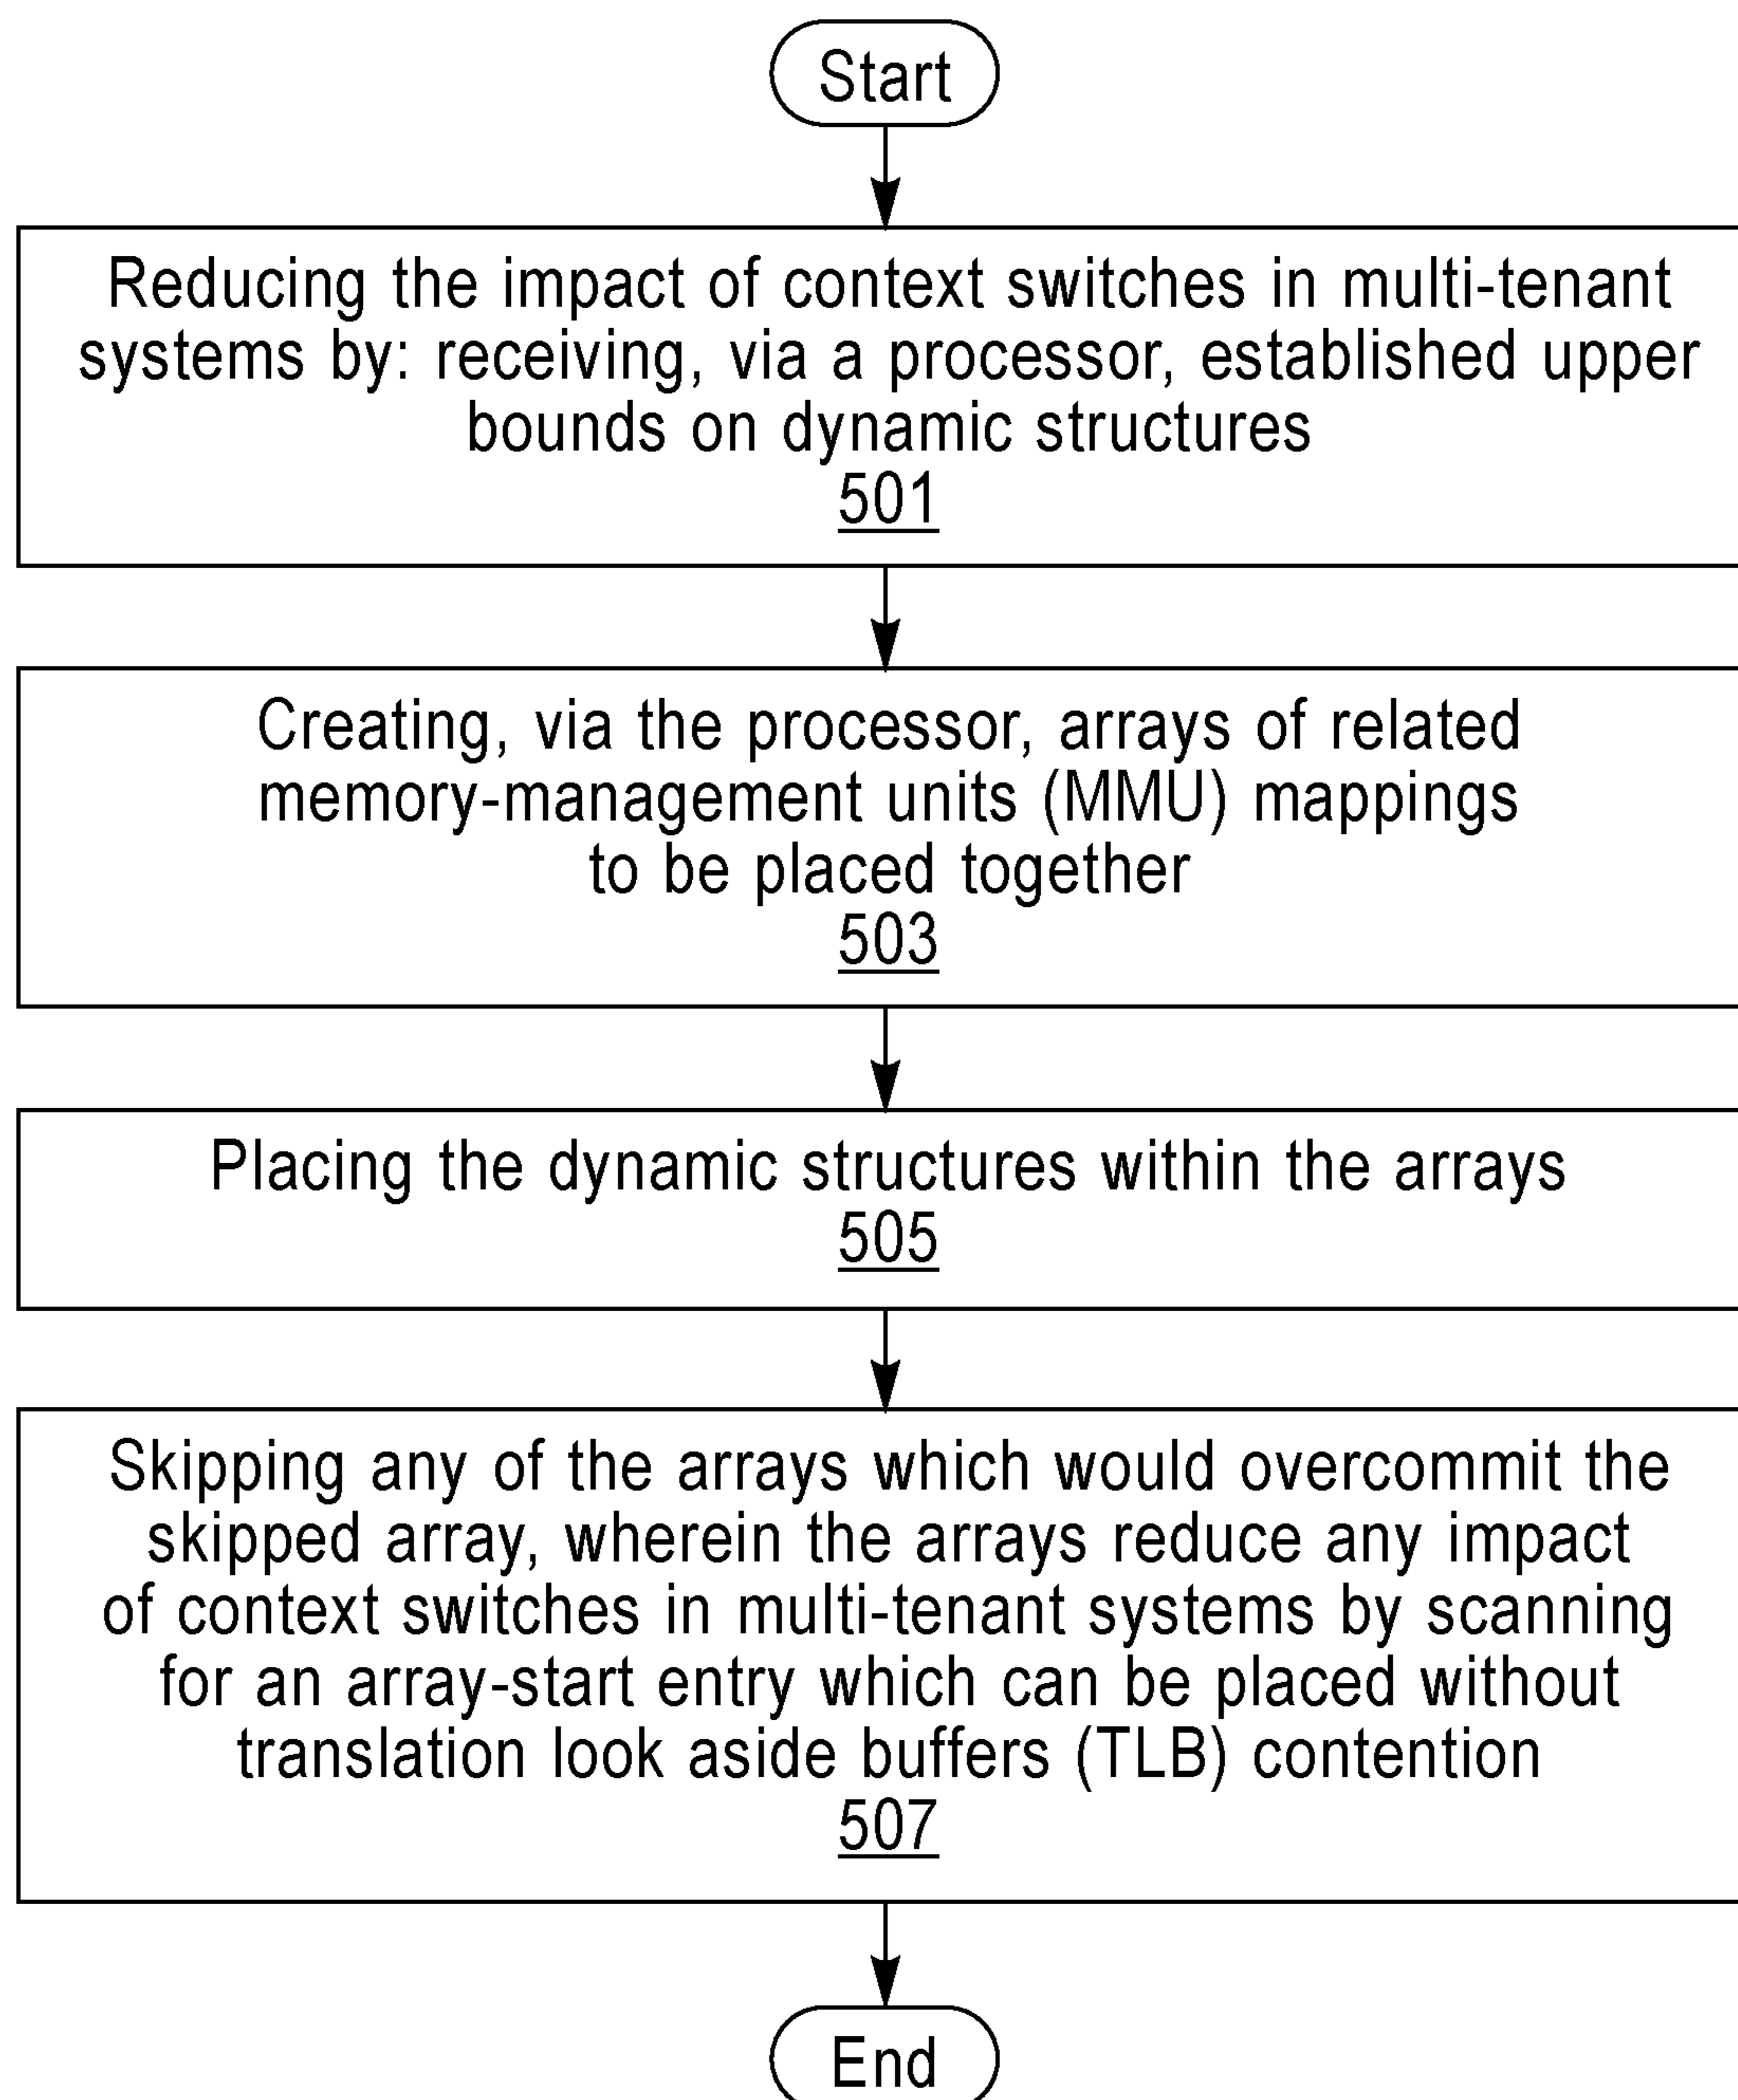 Start
Reducing the impact of context switches in multi-tenant
systems by: receiving, via a processor, established upper
bounds on dynamic structures
501
Creating, via the processor, arrays of related
memory-management units (MMU) mappings
to be placed together
503
Placing the dynamic structures within the arrays
505
Skipping any of the arrays which would overcommit the
skipped array, wherein the arrays reduce any impact
of context switches in multi-tenant systems by scanning
for an array-start entry which can be placed without
translation look aside buffers (TLB) contention
507
End